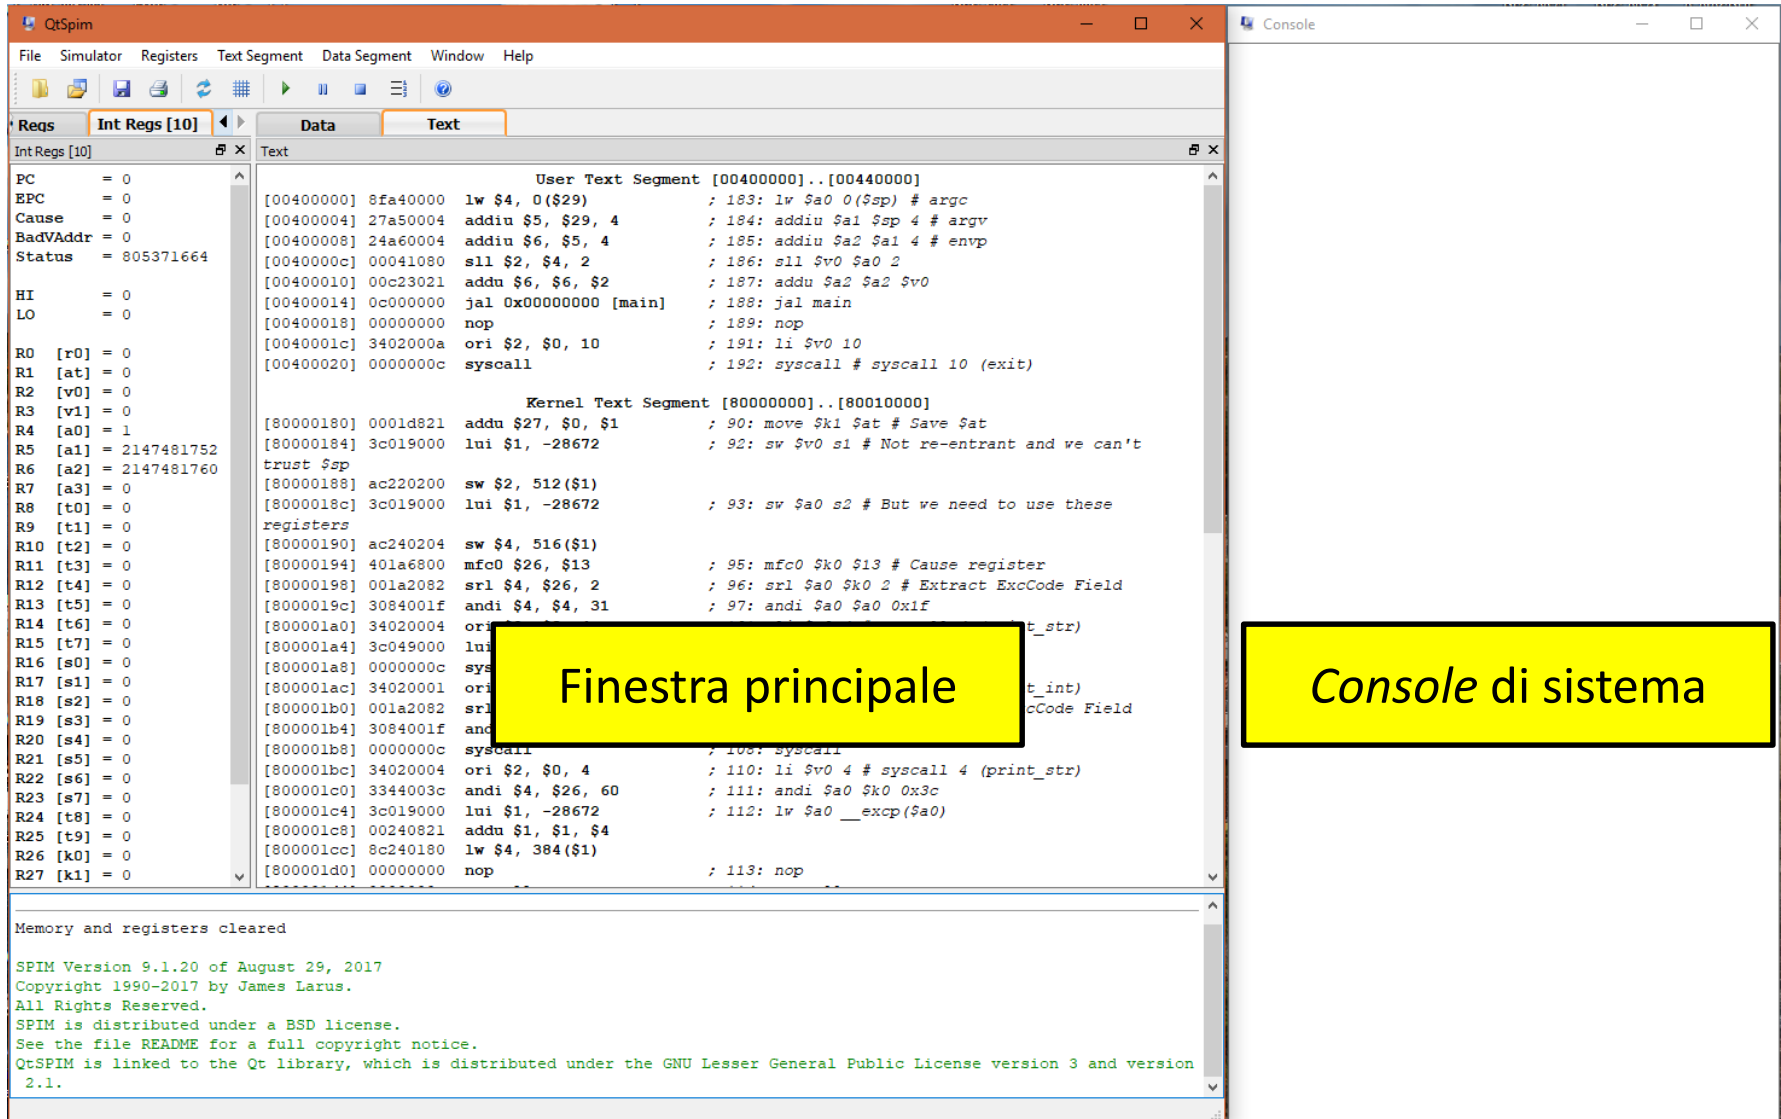 QtSpim
File Simulator Registers Text Segment Data Segment Window Help
Regs Int Regs [10] Data Text
Int Regs [10]
Text
PC = 0
EPC = 0
Cause = 0
BadVAddr = 0
Status = 805371664
HI = 0
LO = 0
R0 [r0] = 0
R1 [at] = 0
R2 [v0] = 0
R3 [v1] = 0
R4 [a0] = 1
R5 [a1] = 2147481752
R6 [a2] = 2147481760
R7 [a3] = 0
R8 [t0] = 0
R9 [t1] = 0
R10 [t2] = 0
R11 [t3] = 0
R12 [t4] = 0
R13 [t5] = 0
R14 [t6] = 0
R15 [t7] = 0
R16 [s0] = 0
R17 [s1] = 0
R18 [s2] = 0
R19 [s3] = 0
R20 [s4] = 0
R21 [s5] = 0
R22 [s6] = 0
R23 [s7] = 0
R24 [t8] = 0
R25 [t9] = 0
R26 [k0] = 0
R27 [k1] = 0
User Text Segment [00400000]..[00440000]
[00400000] 8fa40000 lw $4, 0($29) ; 183: lw $a0 0($sp) # argc
[00400004] 27a50004 addiu $5, $29, 4 ; 184: addiu $a1 $sp 4 # argv
[00400008] 24a60004 addiu $6, $5, 4 ; 185: addiu $a2 $a1 4 # envp
[0040000c] 00041080 sll $2, $4, 2 ; 186: sll $v0 $a0 2
[00400010] 00c23021 addu $6, $6, $2 ; 187: addu $a2 $a2 $v0
[00400014] 0c000000 jal 0x00000000 [main] ; 188: jal main
[00400018] 00000000 nop ; 189: nop
[0040001c] 3402000a ori $2, $0, 10 ; 191: li $v0 10
[00400020] 0000000c syscall ; 192: syscall # syscall 10 (exit)
Kernel Text Segment [80000000]..[80010000]
[80000180] 0001d821 addu $27, $0, $1 ; 90: move $k1 $at # Save $at
[80000184] 3c019000 lui $1, -28672 ; 92: sw $v0 s1 # Not re-entrant and we can't
trust $sp
[80000188] ac220200 sw $2, 512($1)
[8000018c] 3c019000 lui $1, -28672 ; 93: sw $a0 s2 # But we need to use these
registers
[80000190] ac240204 sw $4, 516($1)
[80000194] 401a6800 mfc0 $26, $13 ; 95: mfc0 $k0 $13 # Cause register
[80000198] 001a2082 srl $4, $26, 2 ; 96: srl $a0 $k0 2 # Extract ExcCode Field
[8000019c] 3084001f andi $4, $4, 31 ; 97: andi $a0 $a0 0x1f
[800001a0] 34020004 ori t_str)
[800001a4] 3c049000 lui
[800001a8] 0000000c sys
[800001ac] 34020001 ori t_int)
[800001b0] 001a2082 srl cCode Field
[800001b4] 3084001f and
[800001b8] 0000000c syscall ; 108: syscall
[800001bc] 34020004 ori $2, $0, 4 ; 110: li $v0 4 # syscall 4 (print_str)
[800001c0] 3344003c andi $4, $26, 60 ; 111: andi $a0 $k0 0x3c
[800001c4] 3c019000 lui $1, -28672 ; 112: lw $a0 __excp($a0)
[800001c8] 00240821 addu $1, $1, $4
[800001cc] 8c240180 lw $4, 384($1)
[800001d0] 00000000 nop ; 113: nop
Finestra principale
Memory and registers cleared
SPIM Version 9.1.20 of August 29, 2017
Copyright 1990-2017 by James Larus.
All Rights Reserved.
SPIM is distributed under a BSD license.
See the file README for a full copyright notice.
QtSPIM is linked to the Qt library, which is distributed under the GNU Lesser General Public License version 3 and version
2.1.
Console
Console di sistema